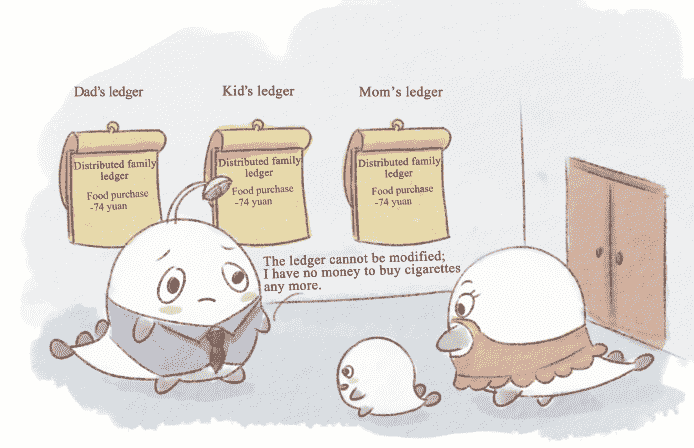 Dad's ledger
Kid's ledger
Mom's ledger
Distributed family
ledger
Food purchase
-74 yuan
Distributed family
ledger
Food purchase
-74 yuan
Distributed family
ledger
Food purchase
-74 yuan
The ledger cannot be modified;
I have no money to buy cigarettes
any more.